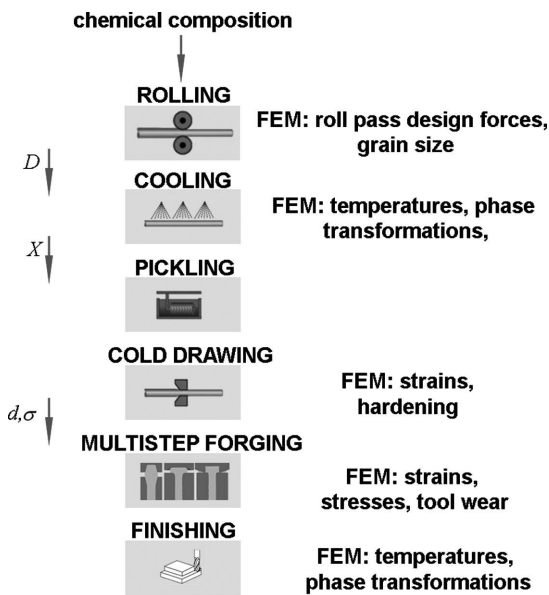 chemical composition
ROLLING
FEM: roll pass design forces,
grain size
D
COOLING
FEM: temperatures, phase
transformations,
X
PICKLING
COLD DRAWING
FEM: strains,
hardening
d,σ
MULTISTEP FORGING
FEM: strains,
stresses, tool wear
FINISHING
FEM: temperatures,
phase transformations